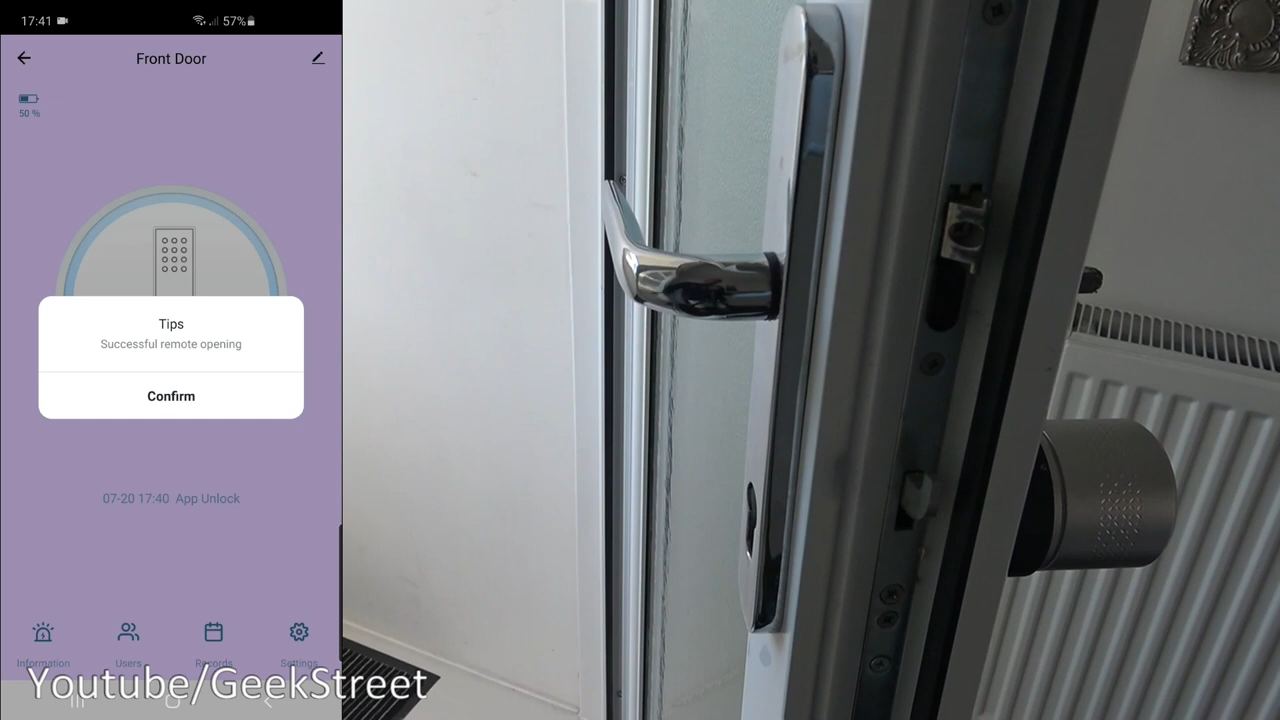 17:41
57%
Front Door
50 %
Tips
Successful remote opening
Confirm
07-20 17:40 App Unlock
Information Users Records Settings
Youtube/GeekStreet